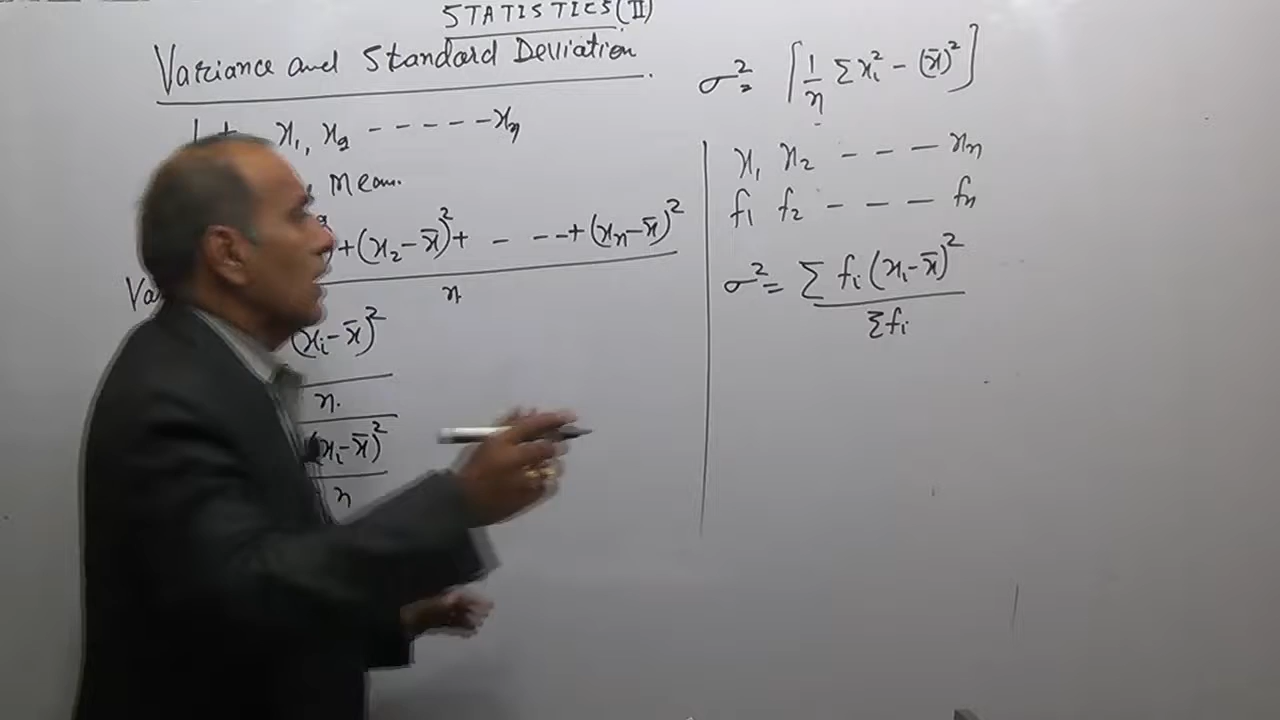 STATISTICS (II)
Variance and Standard Deviation
x₁, x₂ - - - - - - xₙ
Mean.
+(x₂-x̄)²+ - - - -+(xₙ-x̄)²
n
(xᵢ-x̄)²
n.
(xᵢ-x̄)²
n
σ²= [1/n Σxᵢ² - (x̄)²]
x₁ x₂ - - - xₙ
f₁ f₂ - - - fₙ
σ²= Σfᵢ(xᵢ-x̄)²
Σfᵢ